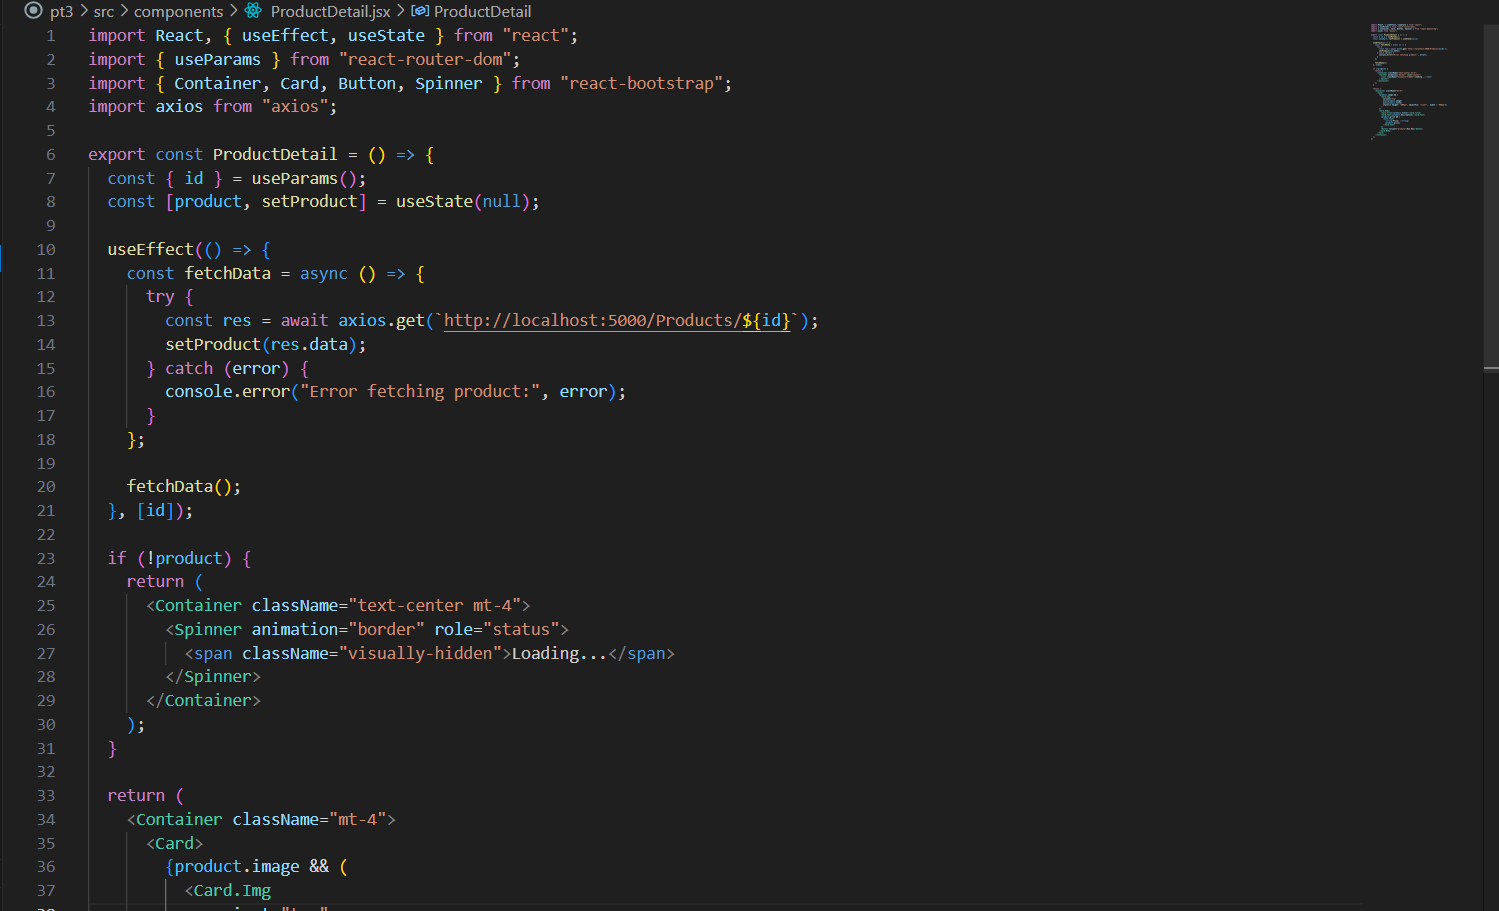 pt3 > src > components > ProductDetail.jsx > ProductDetail
1 import React, { useEffect, useState } from "react";
2 import { useParams } from "react-router-dom";
3 import { Container, Card, Button, Spinner } from "react-bootstrap";
4 import axios from "axios";
5
6 export const ProductDetail = () => {
7   const { id } = useParams();
8   const [product, setProduct] = useState(null);
9
10   useEffect(() => {
11     const fetchData = async () => {
12       try {
13         const res = await axios.get(`http://localhost:5000/Products/${id}`);
14         setProduct(res.data);
15       } catch (error) {
16         console.error("Error fetching product:", error);
17       }
18     };
19
20     fetchData();
21   }, [id]);
22
23   if (!product) {
24     return (
25       <Container className="text-center mt-4">
26         <Spinner animation="border" role="status">
27           <span className="visually-hidden">Loading...</span>
28         </Spinner>
29       </Container>
30     );
31   }
32
33   return (
34     <Container className="mt-4">
35       <Card>
36         {product.image && (
37           <Card.Img